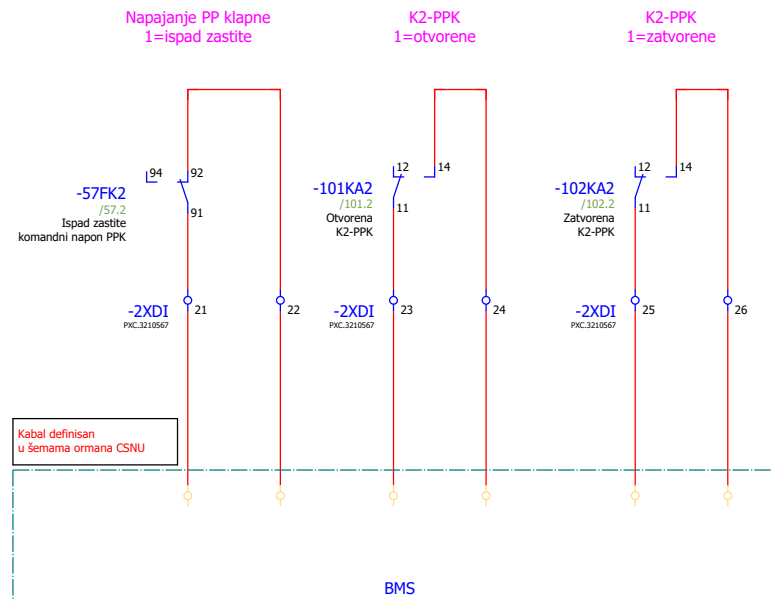 Napajanje PP klapne
1=ispad zastite
K2-PPK
1=otvorene
K2-PPK
1=zatvorene
94
92
-57FK2
/57.2
91
Ispad zastite
komandni napon PPK
12
14
-101KA2
/101.2
11
Otvorena
K2-PPK
12
14
-102KA2
/102.2
11
Zatvorena
K2-PPK
-2XDI
21
22
PXC.3210567
-2XDI
23
24
PXC.3210567
-2XDI
25
26
PXC.3210567
Kabal definisan
u šemama ormana CSNU
BMS